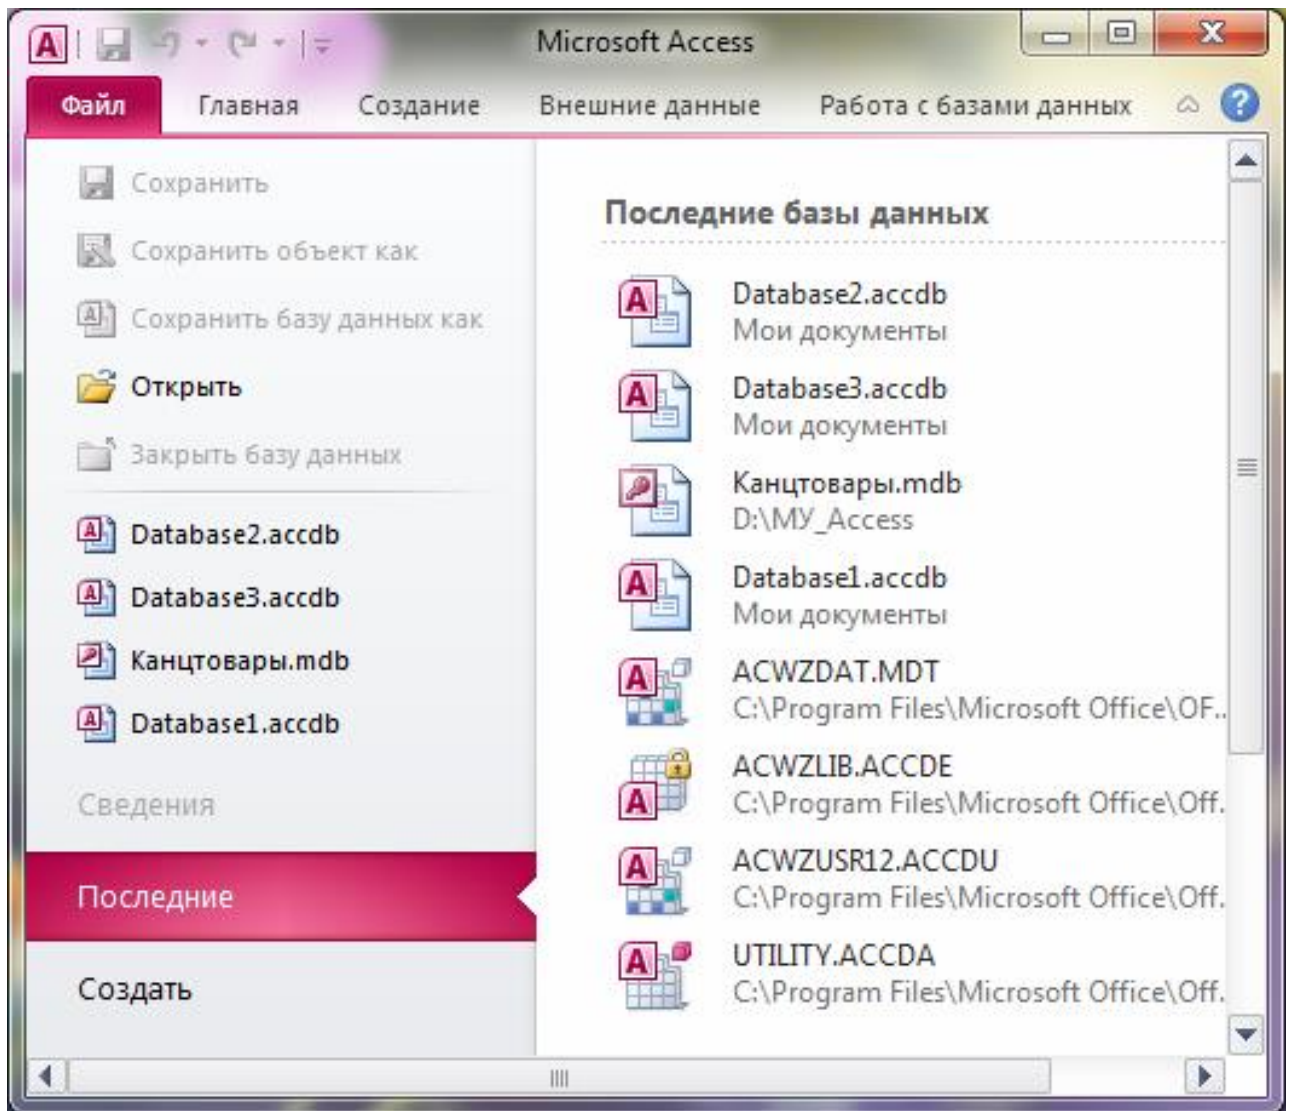 Microsoft Access
Файл Главная Создание Внешние данные Работа с базами данных
Сохранить
Сохранить объект как
Сохранить базу данных как
Открыть
Закрыть базу данных
Database2.accdb
Database3.accdb
Канцтовары.mdb
Database1.accdb
Сведения
Последние
Создать
Последние базы данных
Database2.accdb
Мои документы
Database3.accdb
Мои документы
Канцтовары.mdb
D:\МУ_Access
Database1.accdb
Мои документы
ACWZDAT.MDT
C:\Program Files\Microsoft Office\OF..
ACWZLIB.ACCDE
C:\Program Files\Microsoft Office\Off.
ACWZUSR12.ACCDU
C:\Program Files\Microsoft Office\Off.
UTILITY.ACCDA
C:\Program Files\Microsoft Office\Off.